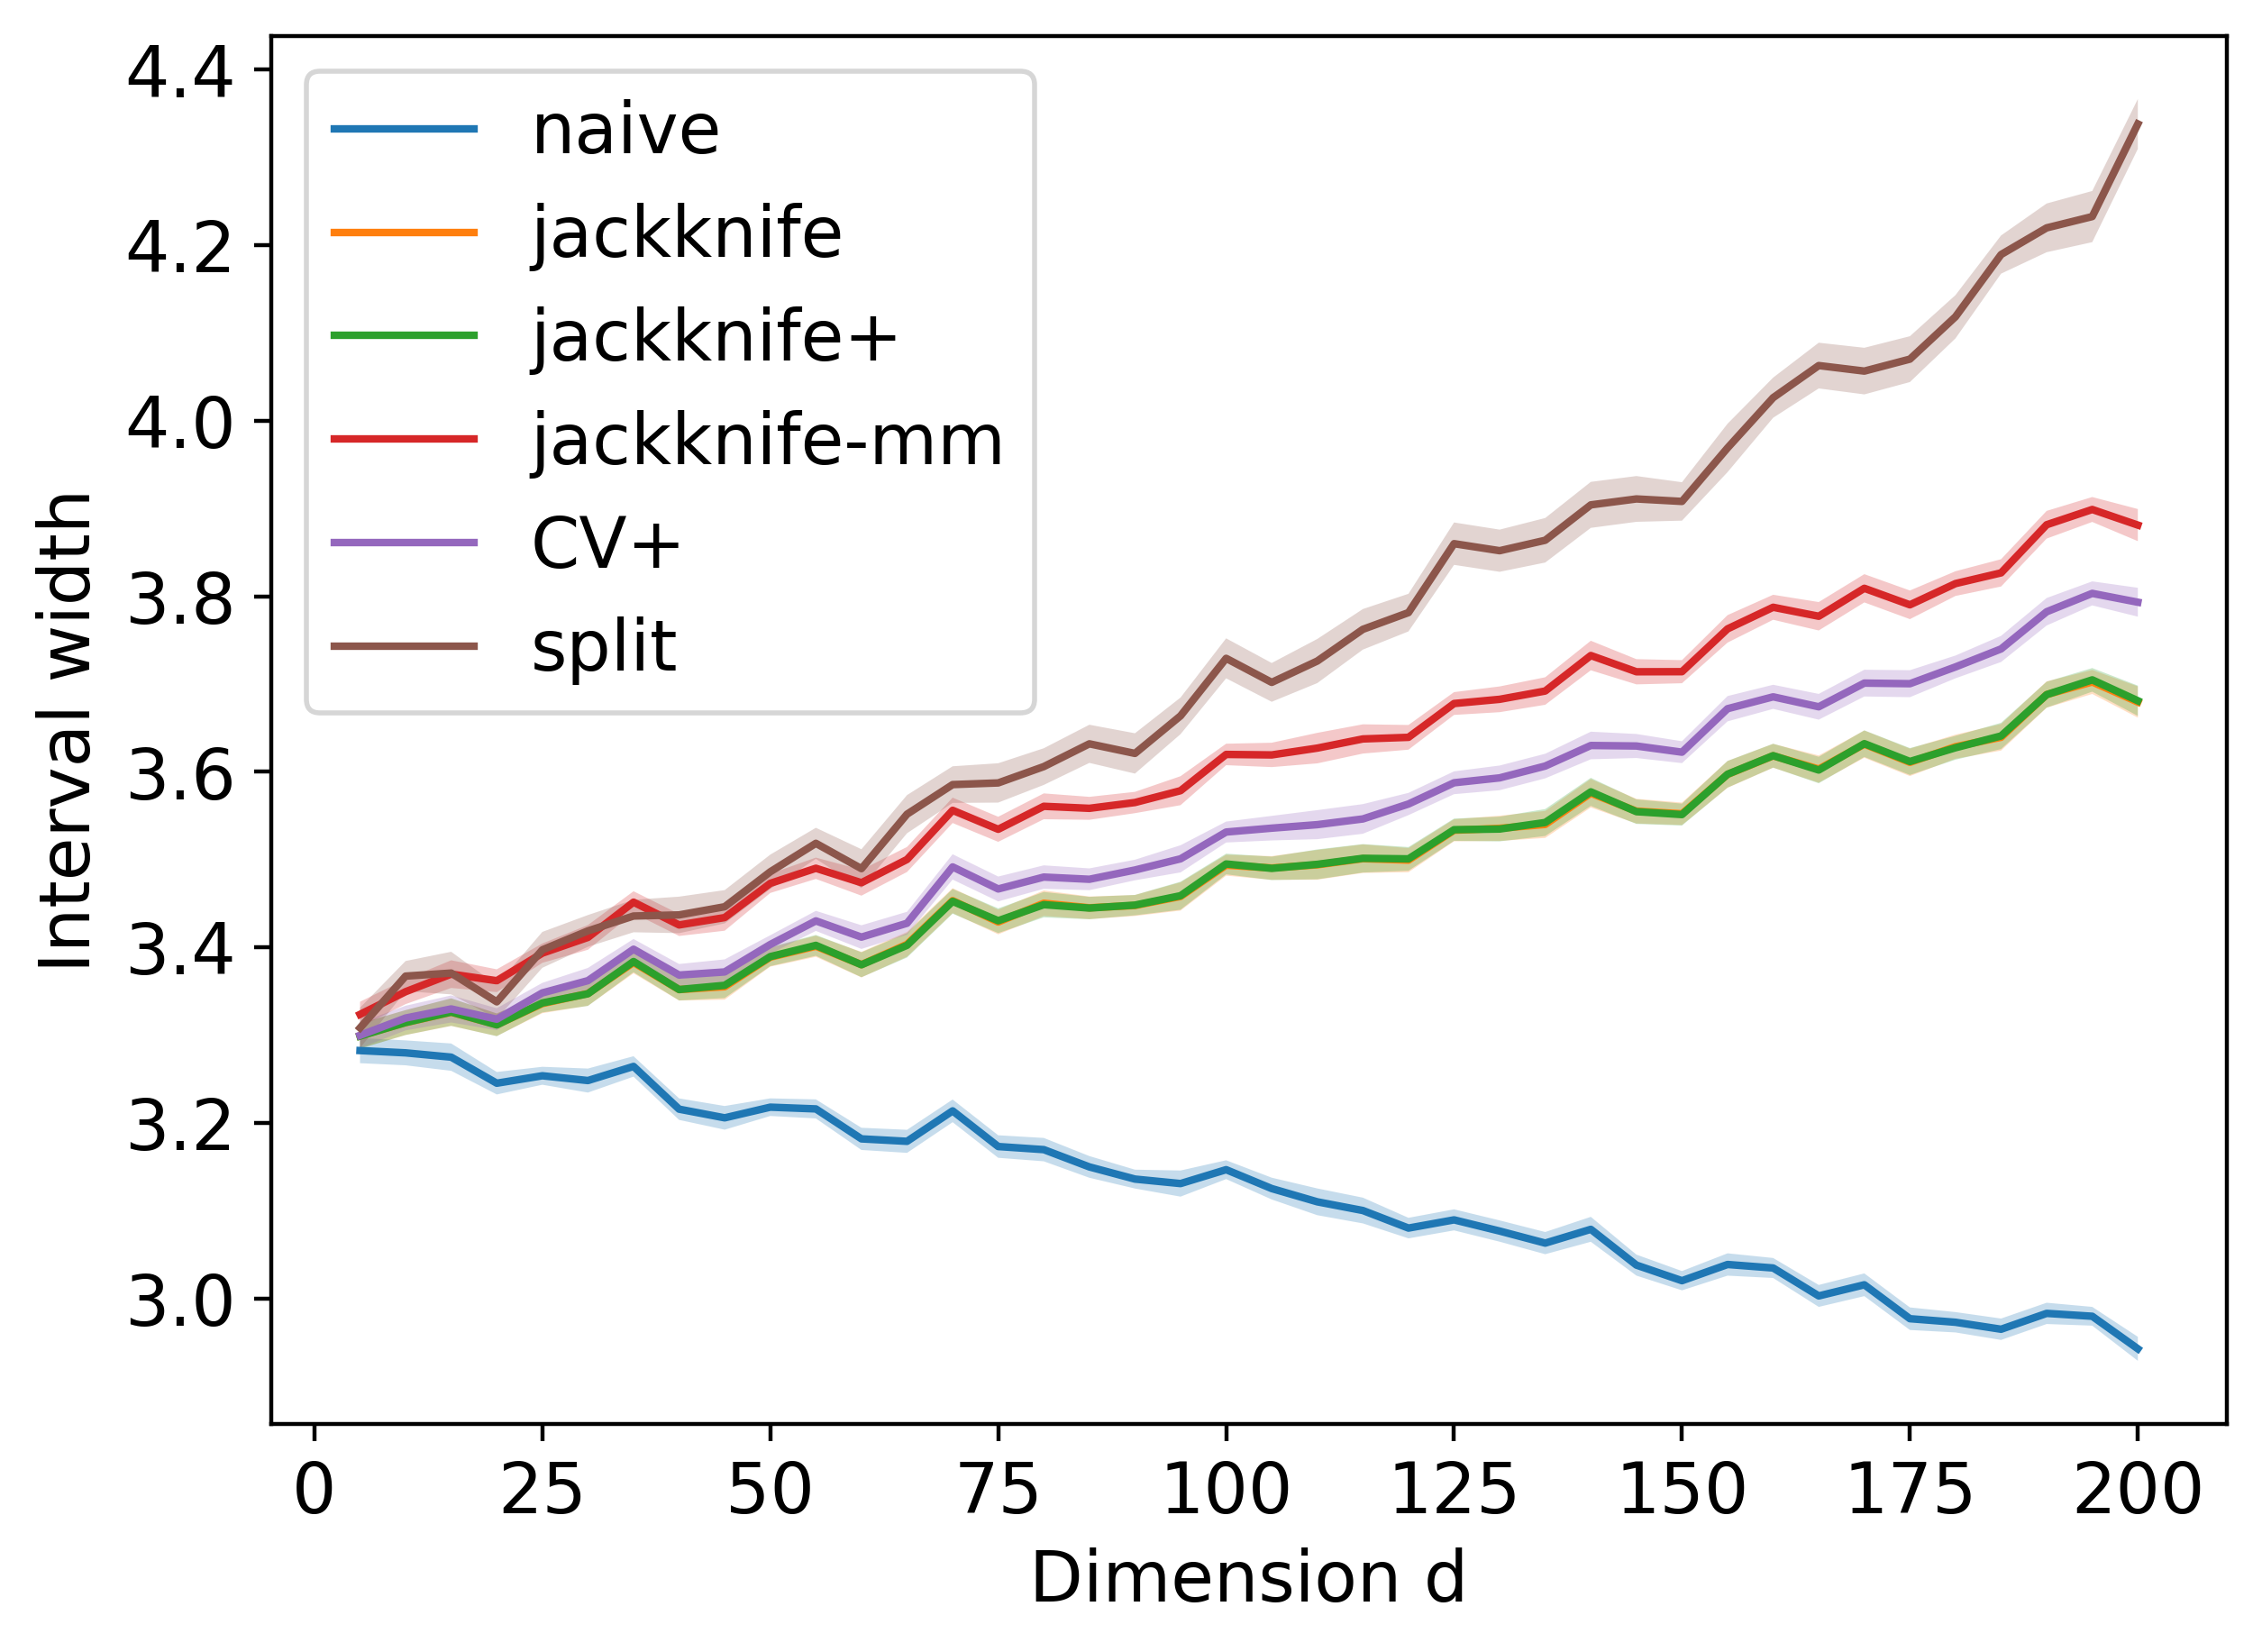 4.4
4.2
4.0
3.8
3.6
3.4
3.2
3.0
Interval width
naive
jackknife
jackknife+
jackknife-mm
CV+
split
0 25 50 75 100 125 150 175 200
Dimension d